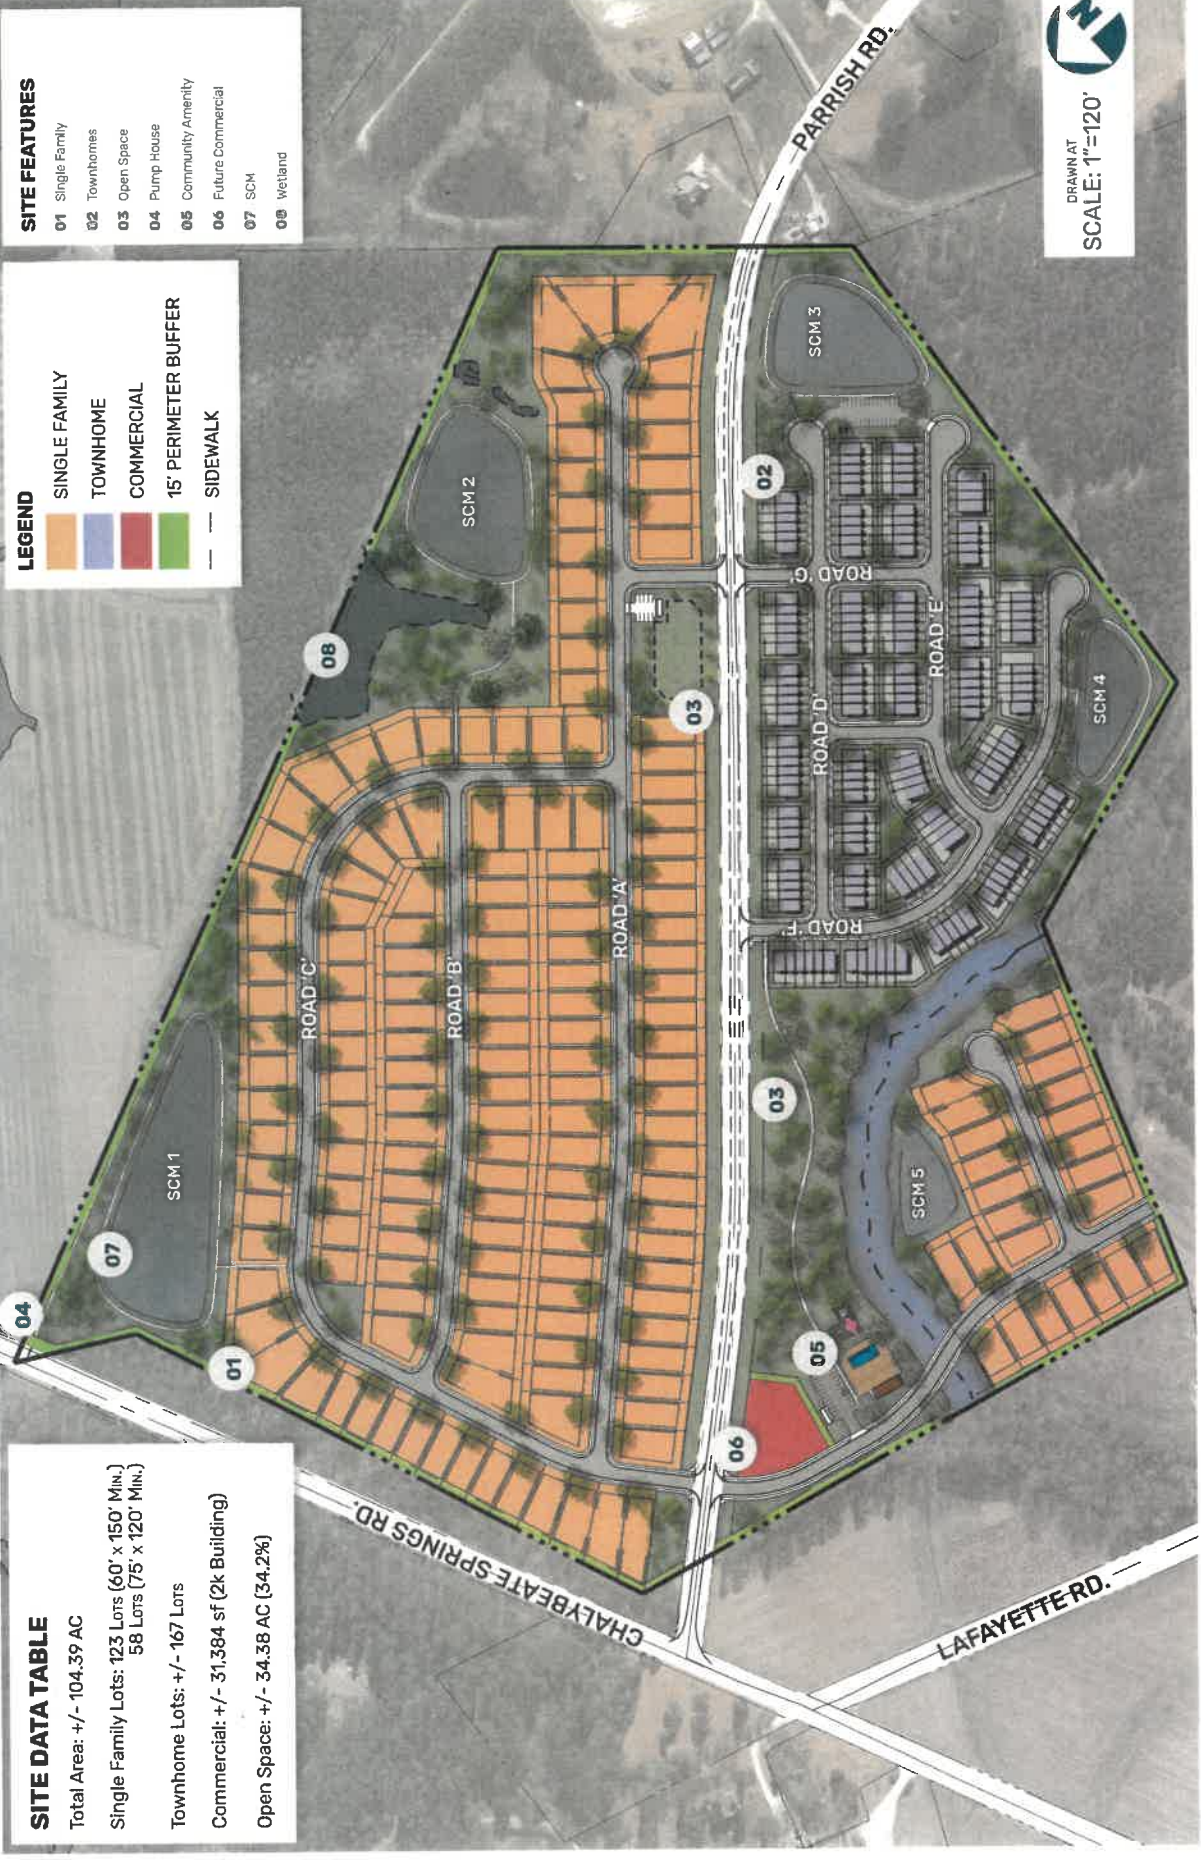 SITE DATA TABLE
Total Area: +/- 104.39 AC
Single Family Lots: 123 Lots (60' x 150' Min.)
58 Lots (75' x 120' Min.)
Townhome Lots: +/- 167 Lots
Commercial: +/- 31,384 sf (2k Building)
Open Space: +/- 34.38 AC (34.2%)
LEGEND
SINGLE FAMILY
TOWNHOME
COMMERCIAL
15' PERIMETER BUFFER
SIDEWALK
SITE FEATURES
01 Single Family
02 Townhomes
03 Open Space
04 Pump House
05 Community Amenity
06 Future Commercial
07 SCM
08 Wetland
04
07
SCM 1
01
08
SCM 2
ROAD 'C'
ROAD 'B'
ROAD 'A'
03
CHALYBEATE SPRINGS RD.
PARRISH RD.
06
05
03
02
SCM 3
ROAD 'G'
ROAD 'D'
ROAD 'E'
ROAD 'F'
SCM 4
SCM 5
LAFAYETTE RD.
N
DRAWN AT
SCALE: 1"=120'